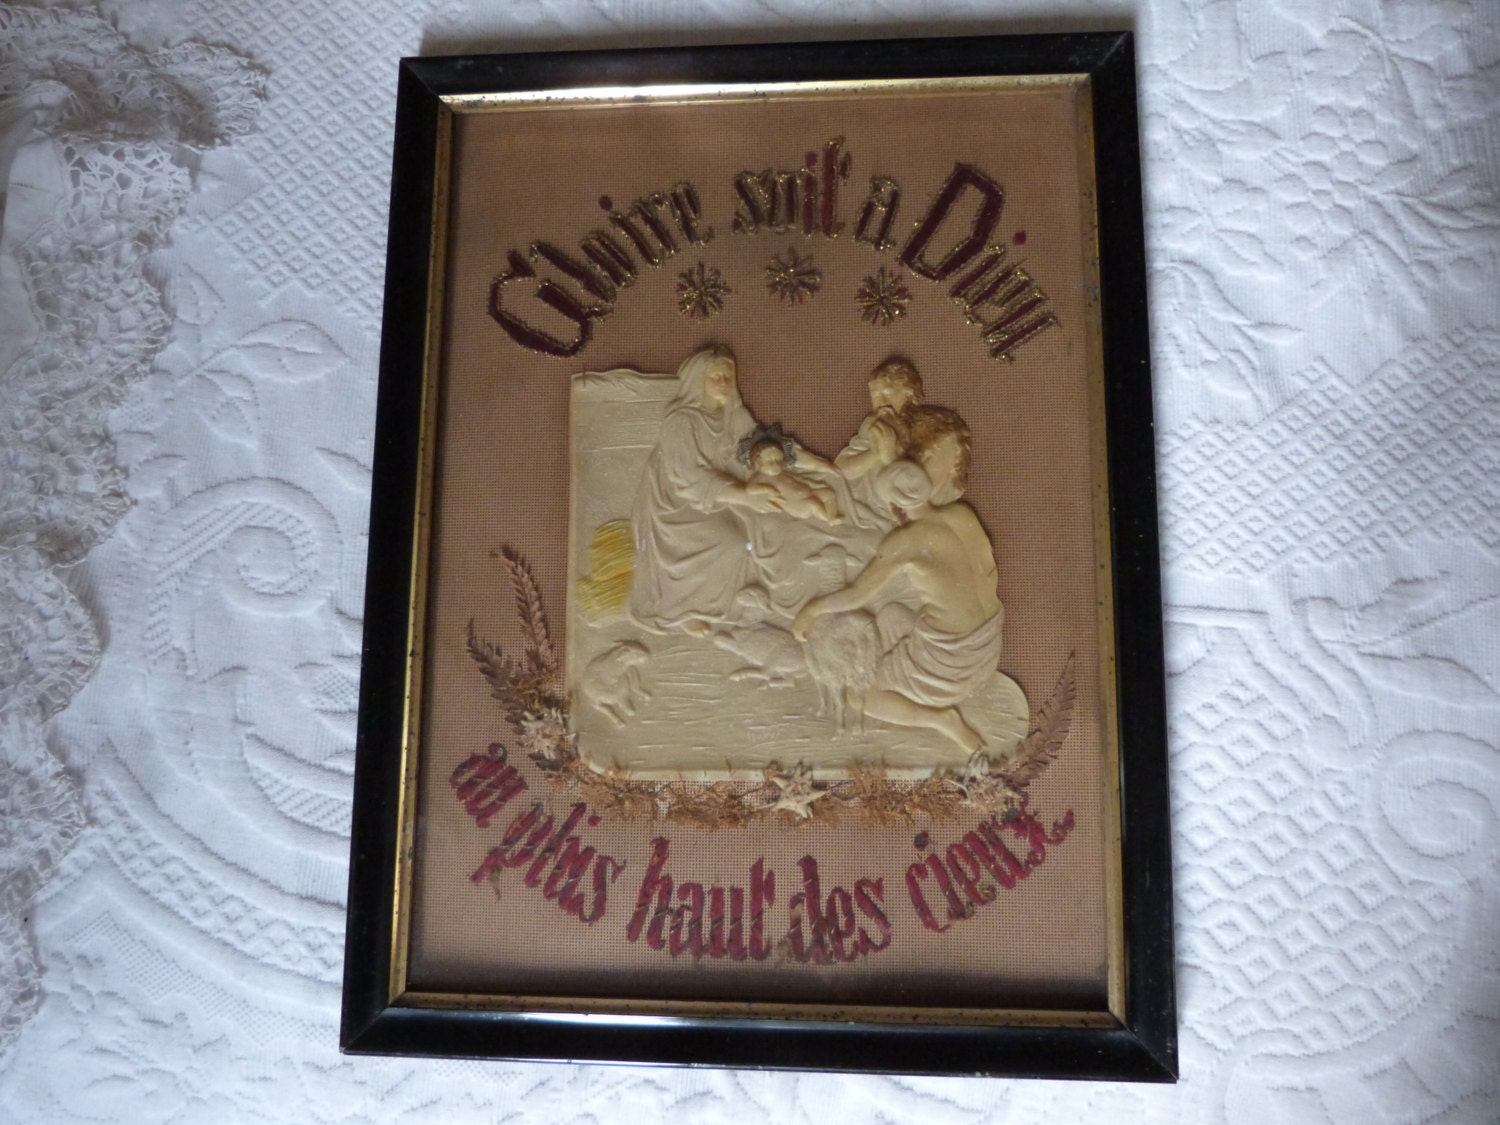 Gloire soit a Dieu
au plus haut des cieux